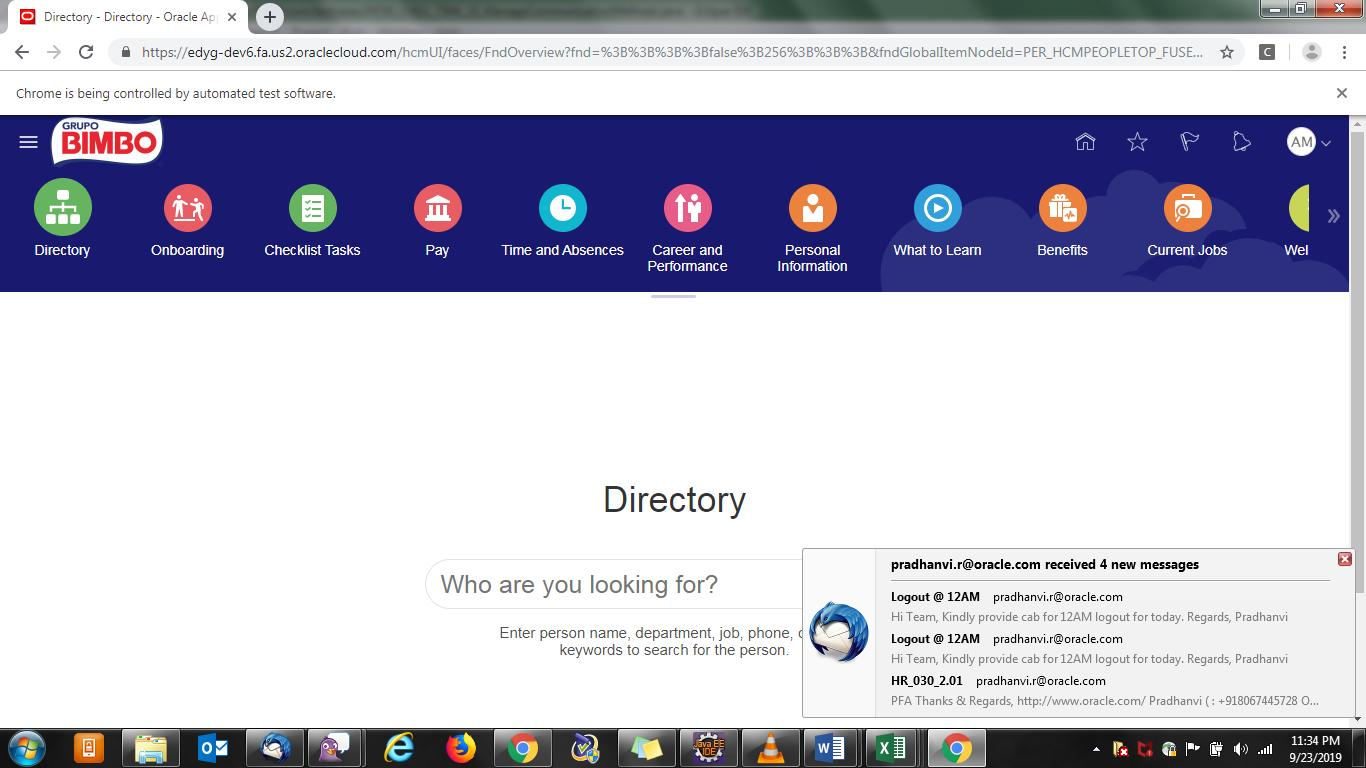 Directory - Directory - Oracle Ap
https://edyg-dev6.fa.us2.oraclecloud.com/hcmUI/faces/FndOverview?fnd=%3B%3B%3B%3Bfalse%3B256%3B%3B%3B&fndGlobalItemNodeId=PER_HCMPEOPLETOP_FUSE...
C
Chrome is being controlled by automated test software.
GRUPO
BIMBO
AM
Directory
Onboarding
Checklist Tasks
Pay
Time and Absences
Career and
Performance
Personal
Information
What to Learn
Benefits
Current Jobs
Wel
Directory
Who are you looking for?
Enter person name, department, job, phone,
keywords to search for the person.
pradhanvi.r@oracle.com received 4 new messages
Logout @ 12AM pradhanvi.r@oracle.com
Hi Team, Kindly provide cab for 12AM logout for today. Regards, Pradhanvi
Logout @ 12AM pradhanvi.r@oracle.com
Hi Team, Kindly provide cab for 12AM logout for today. Regards, Pradhanvi
HR_030_2.01 pradhanvi.r@oracle.com
PFA Thanks & Regards, http://www.oracle.com/ Pradhanvi ( : +918067445728 O...
Java EE
IDE
11:34 PM
9/23/2019